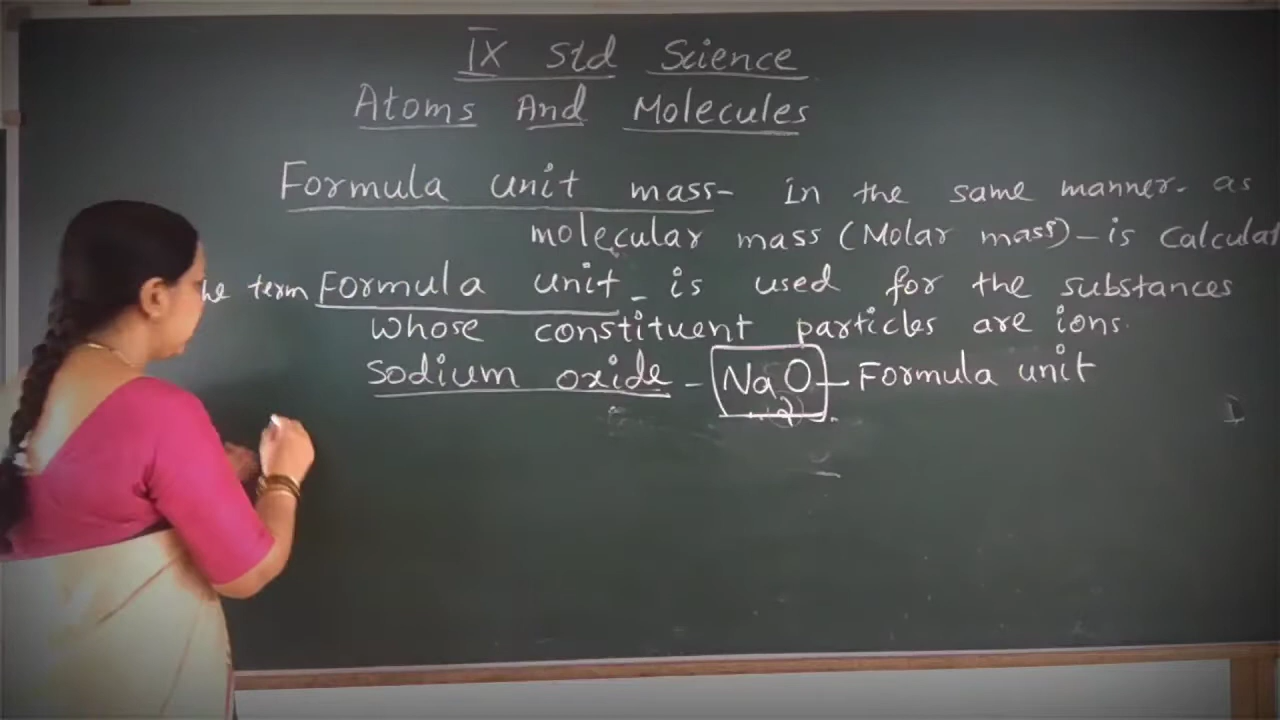 IX Std Science
Atoms And Molecules
Formula unit mass- in the same manner- as
molecular mass (Molar mass)-is Calculat
he term Formula unit - is used for the substances
whose constituent particles are ions.
Sodium oxide - Na2O - Formula unit